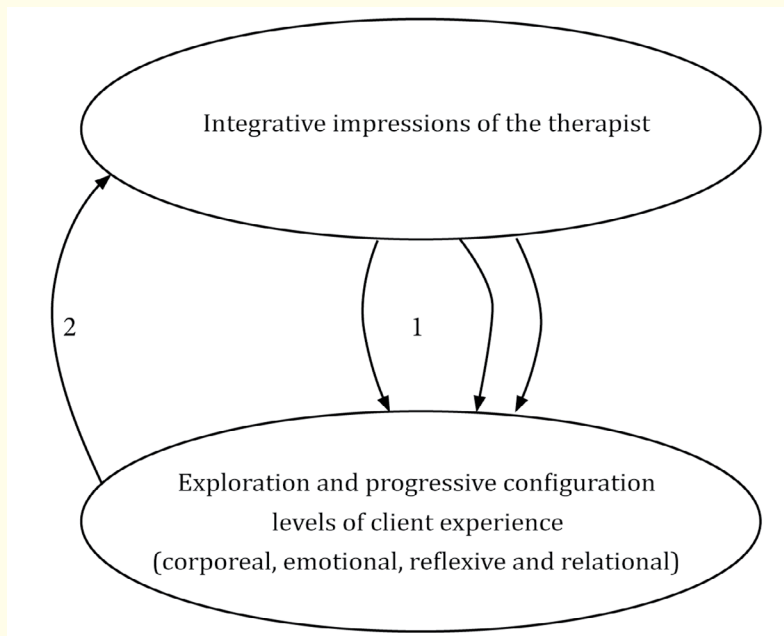 Integrative impressions of the therapist
1
2
Exploration and progressive configuration
levels of client experience
(corporeal, emotional, reflexive and relational)